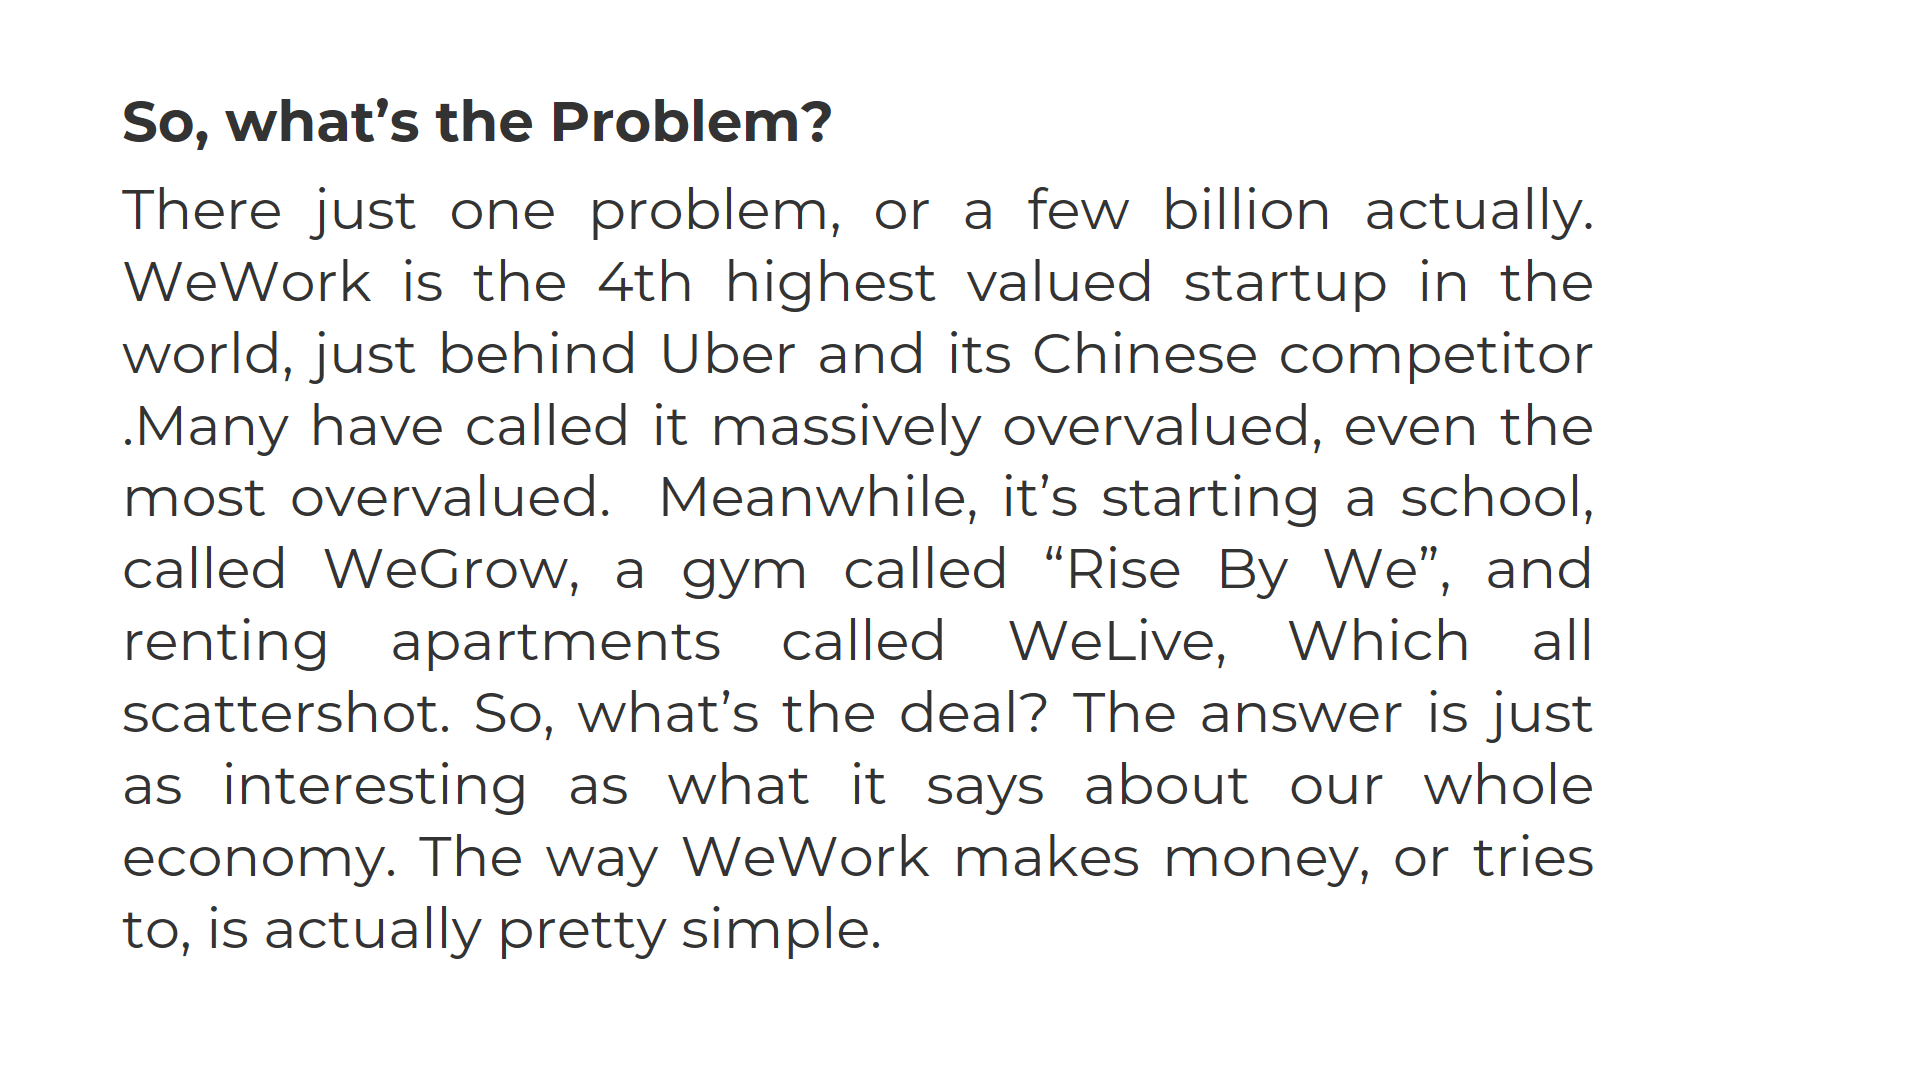 So, what’s the Problem?
There just one problem, or a few billion actually.
WeWork is the 4th highest valued startup in the
world, just behind Uber and its Chinese competitor
.Many have called it massively overvalued, even the
most overvalued.  Meanwhile, it’s starting a school,
called WeGrow, a gym called “Rise By We”, and
renting apartments called WeLive, Which all
scattershot. So, what’s the deal? The answer is just
as interesting as what it says about our whole
economy. The way WeWork makes money, or tries
to, is actually pretty simple.